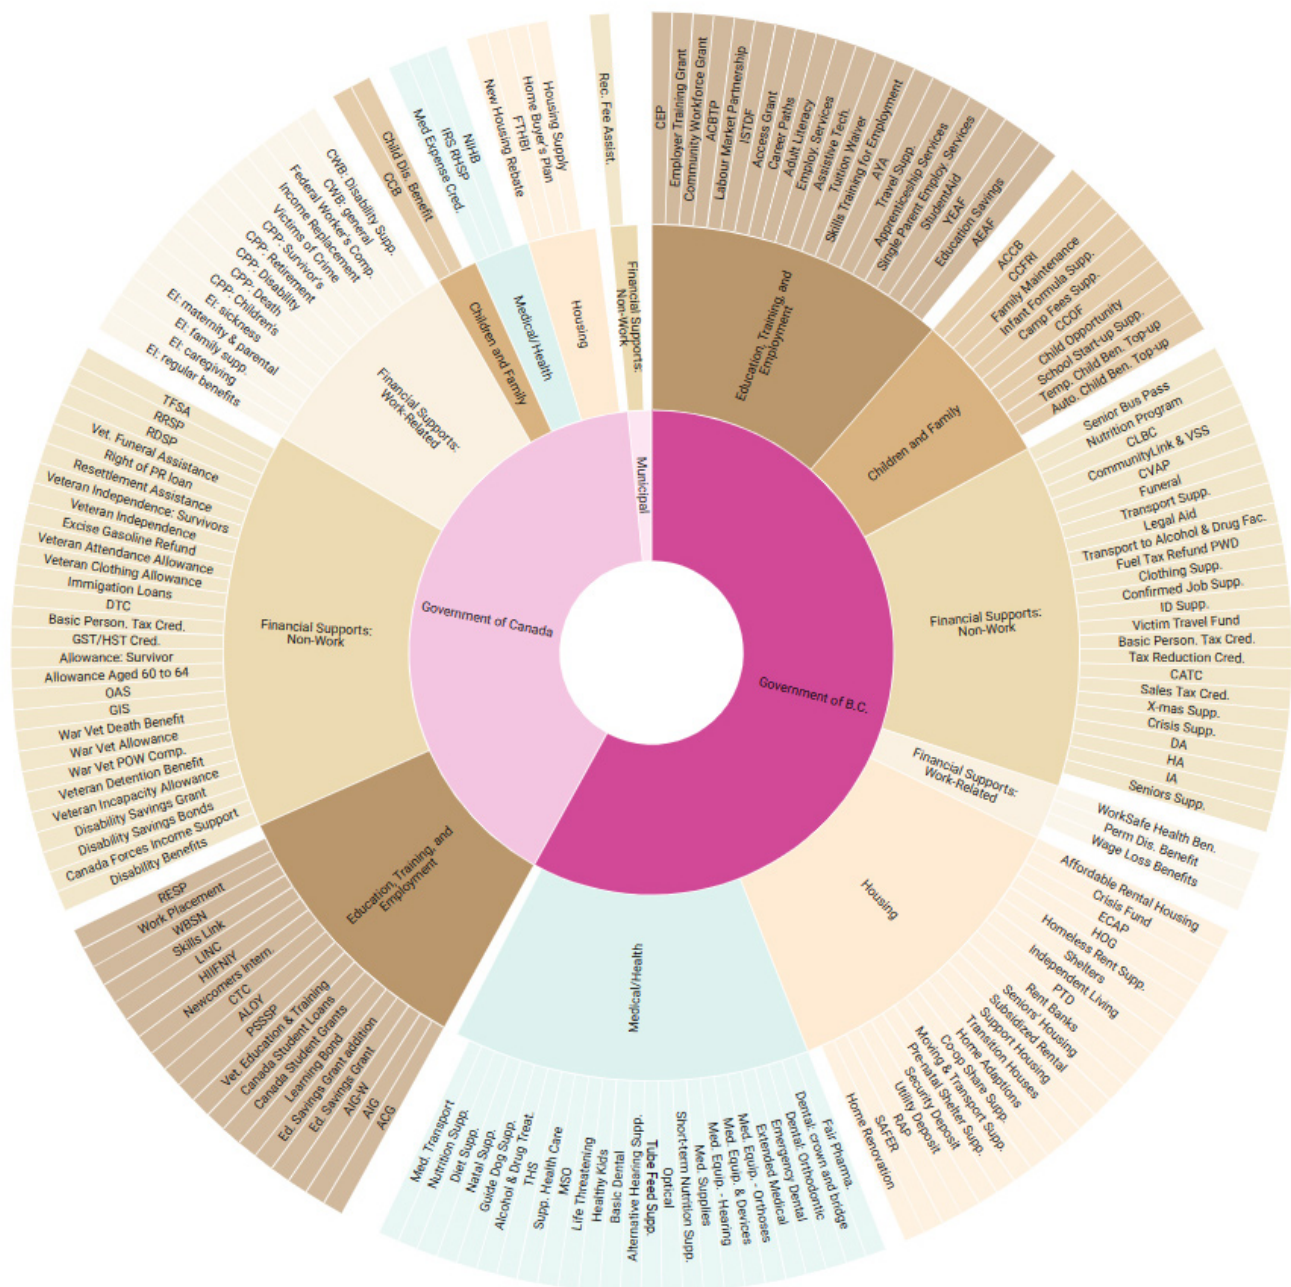 Government of B.C.
Education, Training, and
Employment
CEP
Employer Training Grant
Community Workforce Grant
ACBTP
Labour Market Partnership
ISTDF
Access Grant
Career Paths
Adult Literacy
Employ. Services
Assistive Tech.
Tuition Waiver
Skills Training for Employment
AYA
Travel Supp.
Apprenticeship Services
Single Parent Employ. Services
StudentAid
YEAF
Education Savings
AEAF
Children and Family
ACCB
CCFRI
Family Maintenance
Infant Formula Supp.
Camp Fees Supp.
CCOF
Child Opportunity
School Start-up Supp.
Temp. Child Ben. Top-up
Auto. Child Ben. Top-up
Financial Supports:
Non-Work
Senior Bus Pass
Nutrition Program
CLBC
CommunityLink & VSS
CVAP
Funeral
Transport Supp.
Legal Aid
Transport to Alcohol & Drug Fac.
Fuel Tax Refund PWD
Clothing Supp.
Confirmed Job Supp.
ID Supp.
Victim Travel Fund
Basic Person. Tax Cred.
Tax Reduction Cred.
CATC
Sales Tax Cred.
X-mas Supp.
Crisis Supp.
DA
HA
IA
Seniors Supp.
Financial Supports:
Work-Related
WorkSafe Health Ben.
Perm Dis. Benefit
Wage Loss Benefits
Housing
Affordable Rental Housing
Crisis Fund
ECAP
HOG
Homeless Rent Supp.
Shelters
Independent Living
PTD
Rent Banks
Seniors' Housing
Subsidized Rental
Support Housing
Transition Houses
Home Adaptions
Moving & Transport Supp.
Co-op Share Supp.
Pre-natal Shelter Supp.
Security Deposit
Utility Deposit
RAP
SAFER
Home Renovation
Medical/Health
Fair Pharma.
Dental: crown and bridge
Dental: Orthodontic
Emergency Dental
Extended Medical
Med. Equip. - Orthoses
Med. Equip. & Devices
Med. Equip. - Hearing
Med. Supplies
Short-term Nutrition Supp.
Optical
Tube Feed Supp.
Alternative Hearing Supp.
Basic Dental
Healthy Kids
Life Threatening
MSO
Supp. Health Care
THS
Alcohol & Drug Treat.
Guide Dog Supp.
Natal Supp.
Diet Supp.
Nutrition Supp.
Med. Transport
Government of Canada
Education, Training, and
Employment
ACG
AIG
AIG-W
Ed. Savings Grant
Ed. Savings Grant addition
Learning Bond
Canada Student Grants
Canada Student Loans
Vet. Education & Training
PSSSP
ALOY
CTC
Newcomers Intern.
HIIFNIY
LINC
Skills Link
WBSN
Work Placement
RESP
Financial Supports:
Non-Work
Disability Benefits
Canada Forces Income Support
Disability Savings Bonds
Disability Savings Grant
Veteran Incapacity Allowance
Veteran Detention Benefit
War Vet POW Comp.
War Vet Allowance
War Vet Death Benefit
GIS
OAS
Allowance Aged 60 to 64
Allowance: Survivor
GST/HST Cred.
Basic Person. Tax Cred.
DTC
Immigation Loans
Veteran Clothing Allowance
Veteran Attendance Allowance
Excise Gasoline Refund
Veteran Independence
Veteran Independence: Survivors
Resettlement Assistance
Right of PR loan
Vet. Funeral Assistance
RDSP
RRSP
TFSA
Financial Supports:
Work-Related
EI: regular benefits
EI: caregiving
EI: family supp.
EI: maternity & parental
EI: sickness
CPP: Children's
CPP: Death
CPP: Disability
CPP: Retirement
CPP: Survivor's
Victims of Crime
Income Replacement
Federal Worker's Comp.
CWB: general
CWB: Disability Supp.
Children and Family
CCB
Child Dis. Benefit
Medical/Health
Med Expense Cred.
IRS RHSP
NIHB
Housing
New Housing Rebate
FTHBI
Home Buyer's Plan
Housing Supply
Municipal
Financial Supports:
Non-Work
Rec. Fee Assist.